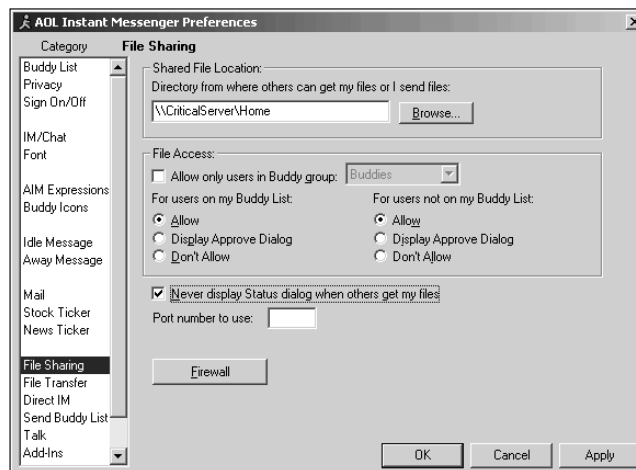 AOL Instant Messenger Preferences
Category
File Sharing
Buddy List
Privacy
Sign On/Off
IM/Chat
Font
AIM Expressions
Buddy Icons
Idle Message
Away Message
Mail
Stock Ticker
News Ticker
File Sharing
File Transfer
Direct IM
Send Buddy List
Talk
Add-Ins
Shared File Location:
Directory from where others can get my files or I send files:
\\CriticalServer\Home
Browse...
File Access:
Allow only users in Buddy group:
Buddies
For users on my Buddy List:
Allow
Display Approve Dialog
Don't Allow
For users not on my Buddy List:
Allow
Display Approve Dialog
Don't Allow
Never display Status dialog when others get my files
Port number to use:
Firewall
OK
Cancel
Apply